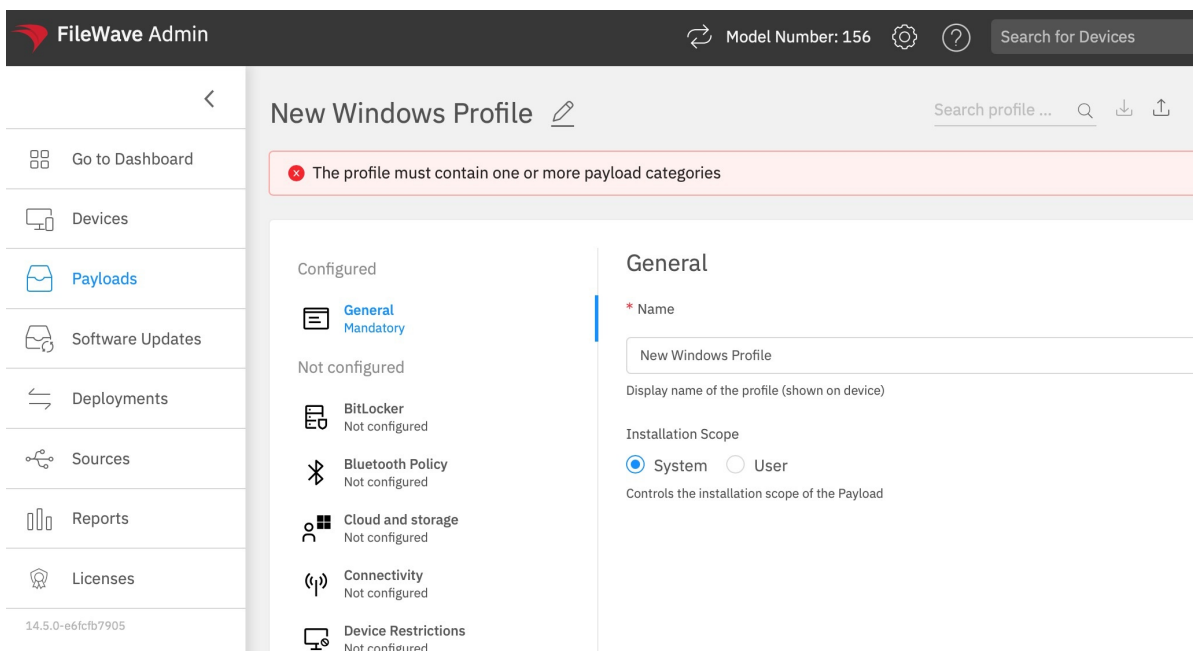 FileWave Admin
Model Number: 156
Search for Devices
New Windows Profile
Search profile ...
The profile must contain one or more payload categories
Go to Dashboard
Devices
Payloads
Software Updates
Deployments
Sources
Reports
Licenses
14.5.0-e6fcfb7905
Configured
General
Mandatory
Not configured
BitLocker
Not configured
Bluetooth Policy
Not configured
Cloud and storage
Not configured
Connectivity
Not configured
Device Restrictions
Not configured
General
* Name
New Windows Profile
Display name of the profile (shown on device)
Installation Scope
System User
Controls the installation scope of the Payload